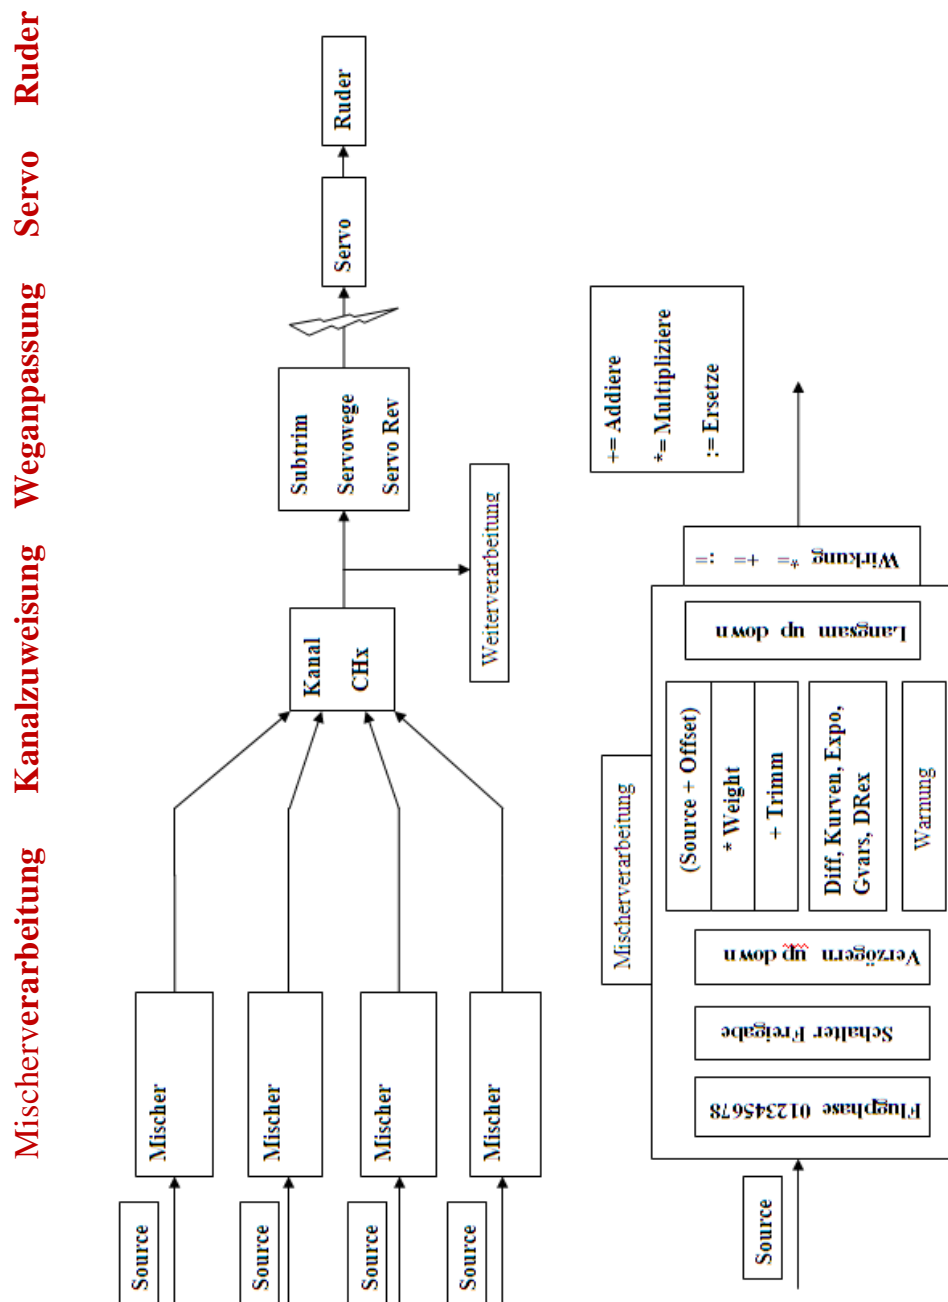 Mischerverarbeitung Kanalzuweisung Weganpassung Servo Ruder
Source
Mischer
Source
Mischer
Source
Mischer
Source
Mischer
Kanal
CHx
Weiterverarbeitung
Subtrim
Servowege
Servo Rev
Servo
Ruder
Source
Mischerverarbeitung
Flugphase 012345678
Schalter Freigabe
Verzögern up down
(Source + Offset)
* Weight
+ Trimm
Diff, Kurven, Expo,
Gvars, DRex
Warnung
Langsam up down
Wirkung *= += :=
+= Addiere
*= Multipliziere
:= Ersetze